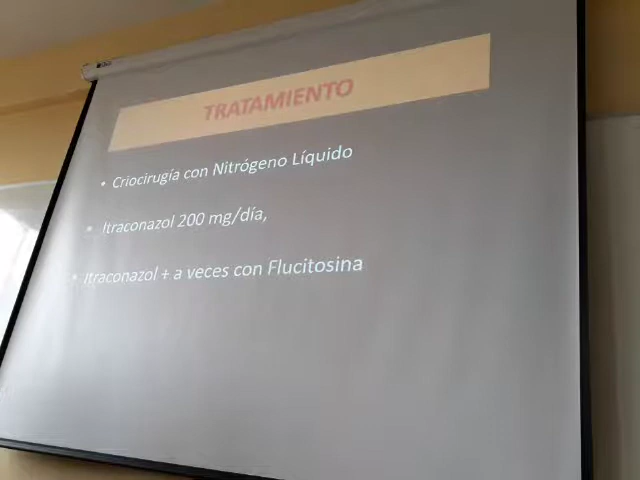 TRATAMIENTO
• Criocirugía con Nitrógeno Líquido
• Itraconazol 200 mg/día,
• Itraconazol + a veces con Flucitosina